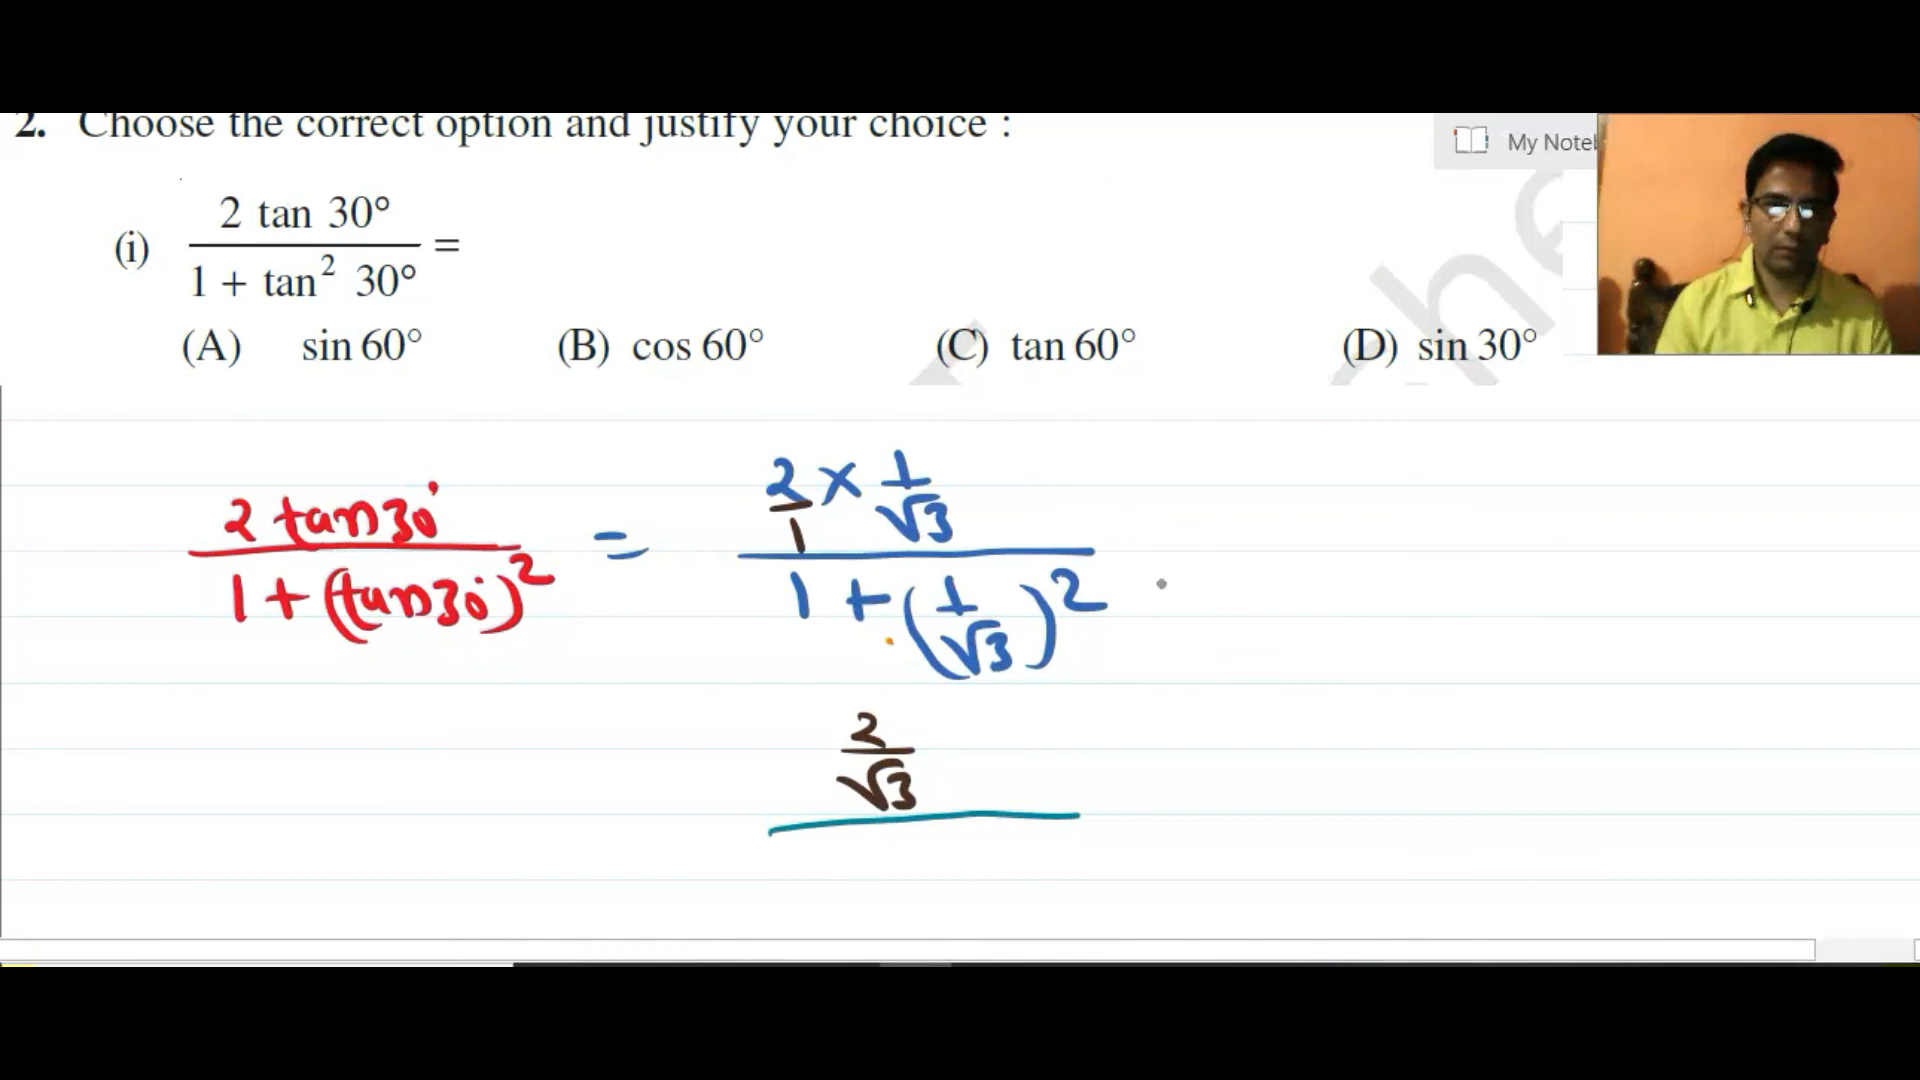 2. Choose the correct option and justify your choice :
My Note
(i) 2 tan 30° / 1 + tan² 30° =
(A) sin 60° (B) cos 60° (C) tan 60° (D) sin 30°
he
2 tan30° / 1 + (tan30°)² = 2/1 × 1/√3 / 1 + (1/√3)²
2/√3